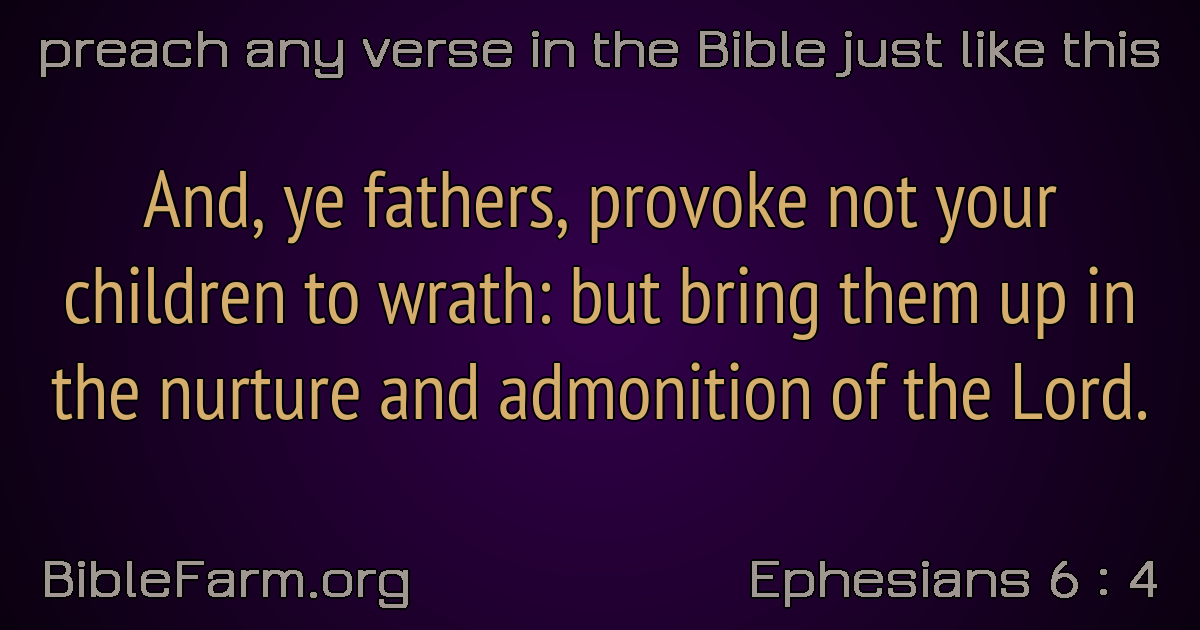 preach any verse in the Bible just like this
And, ye fathers, provoke not your
children to wrath: but bring them up in
the nurture and admonition of the Lord.
BibleFarm.org
Ephesians 6 : 4